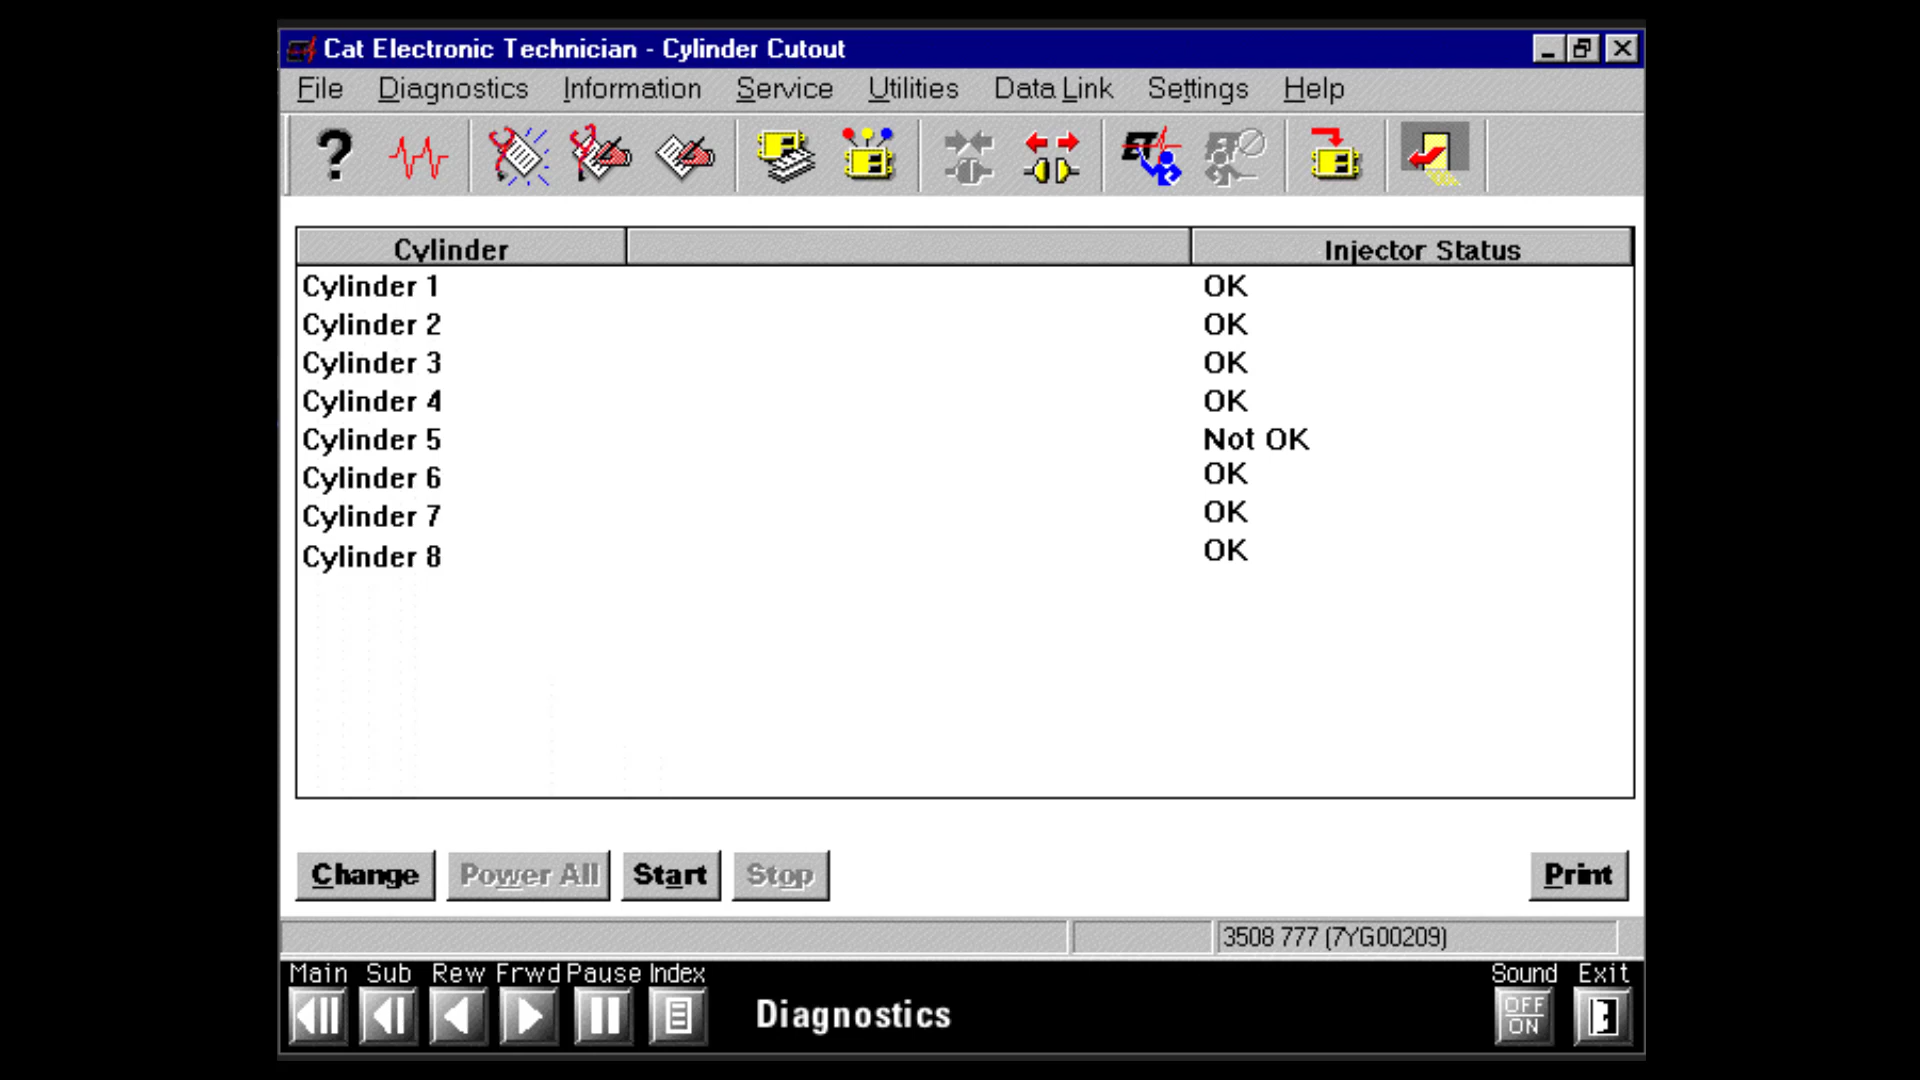 Cat Electronic Technician - Cylinder Cutout
File Diagnostics Information Service Utilities Data Link Settings Help
?
Cylinder Injector Status
Cylinder 1 OK
Cylinder 2 OK
Cylinder 3 OK
Cylinder 4 OK
Cylinder 5 Not OK
Cylinder 6 OK
Cylinder 7 OK
Cylinder 8 OK
Change Power All Start Stop Print
3508 777 (7YG00209)
Main Sub Rew Frwd Pause Index Sound Exit
Diagnostics
OFF
ON